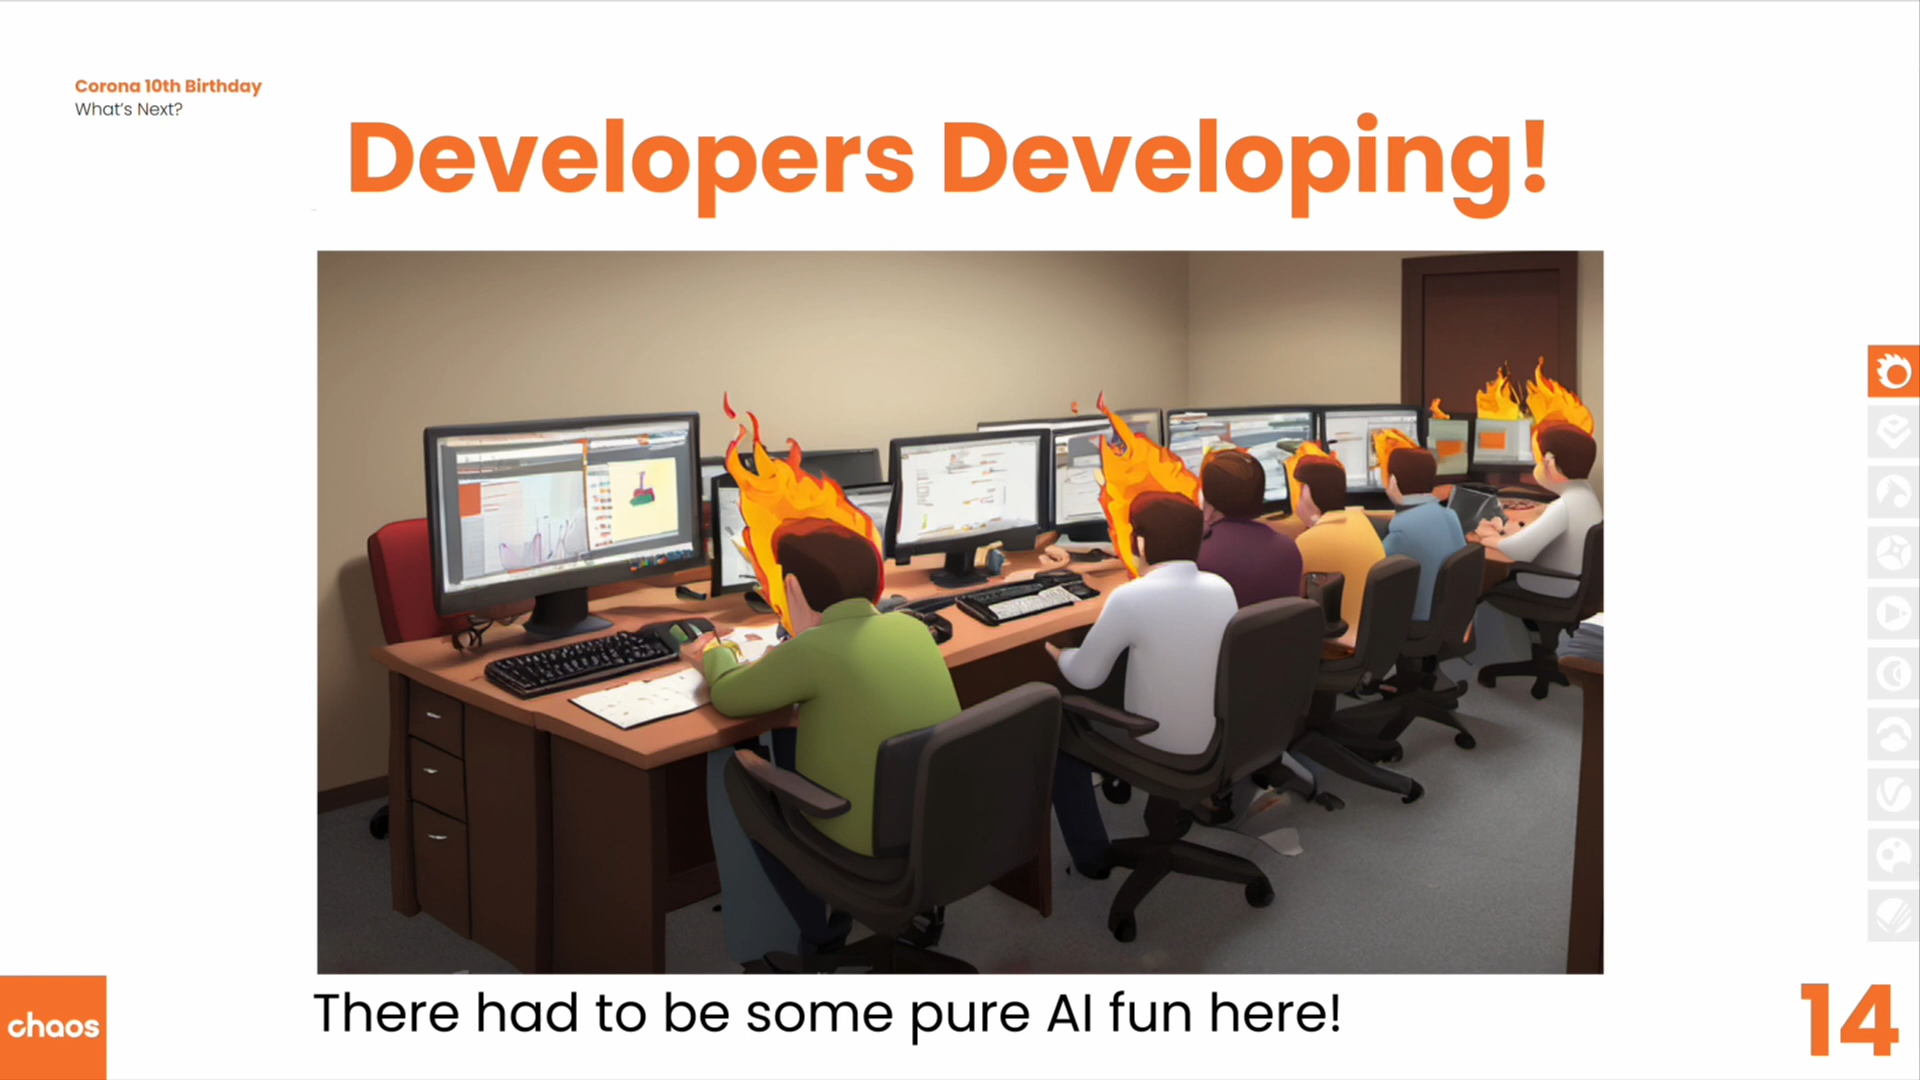 Corona 10th Birthday
What's Next?
Developers Developing!
There had to be some pure AI fun here!
chaos
14